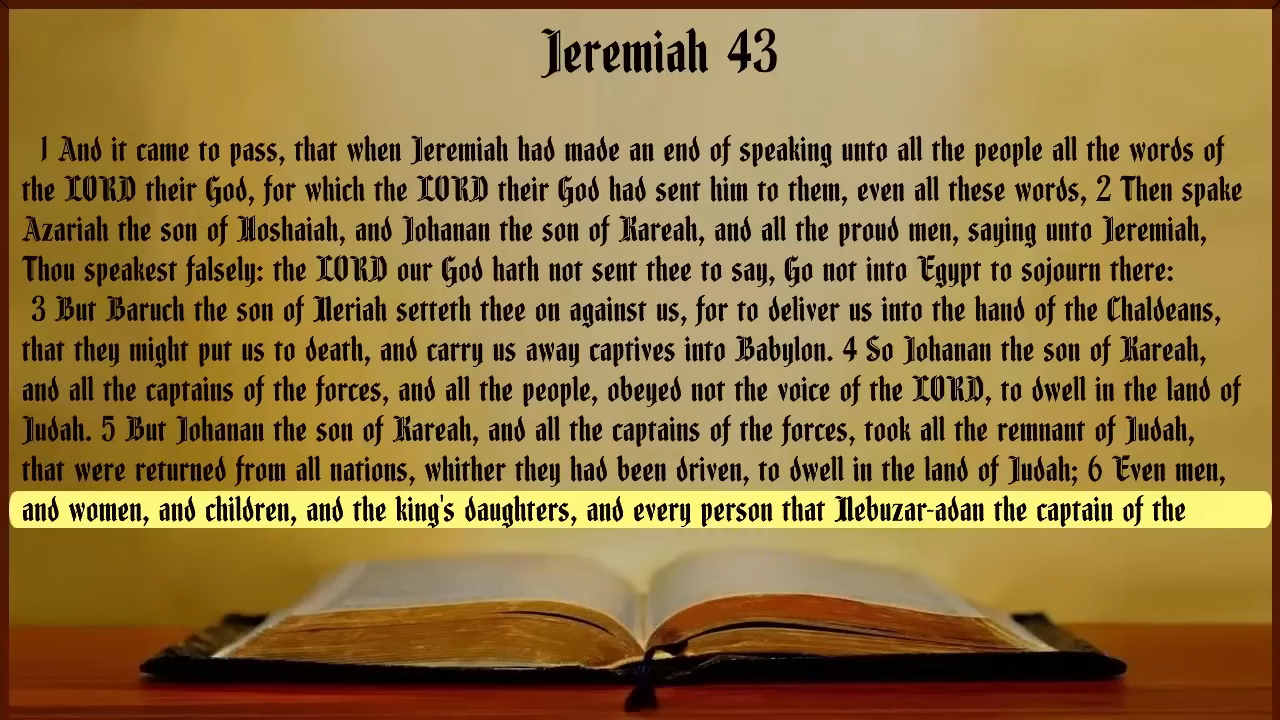 Jeremiah 43
1 And it came to pass, that when Jeremiah had made an end of speaking unto all the people all the words of
the LORD their God, for which the LORD their God had sent him to them, even all these words, 2 Then spake
Azariah the son of Hoshaiah, and Johanan the son of Kareah, and all the proud men, saying unto Jeremiah,
Thou speakest falsely: the LORD our God hath not sent thee to say, Go not into Egypt to sojourn there:
3 But Baruch the son of Neriah setteth thee on against us, for to deliver us into the hand of the Chaldeans,
that they might put us to death, and carry us away captives into Babylon. 4 So Johanan the son of Kareah,
and all the captains of the forces, and all the people, obeyed not the voice of the LORD, to dwell in the land of
Judah. 5 But Johanan the son of Kareah, and all the captains of the forces, took all the remnant of Judah,
that were returned from all nations, whither they had been driven, to dwell in the land of Judah; 6 Even men,
and women, and children, and the king's daughters, and every person that Nebuzar-adan the captain of the